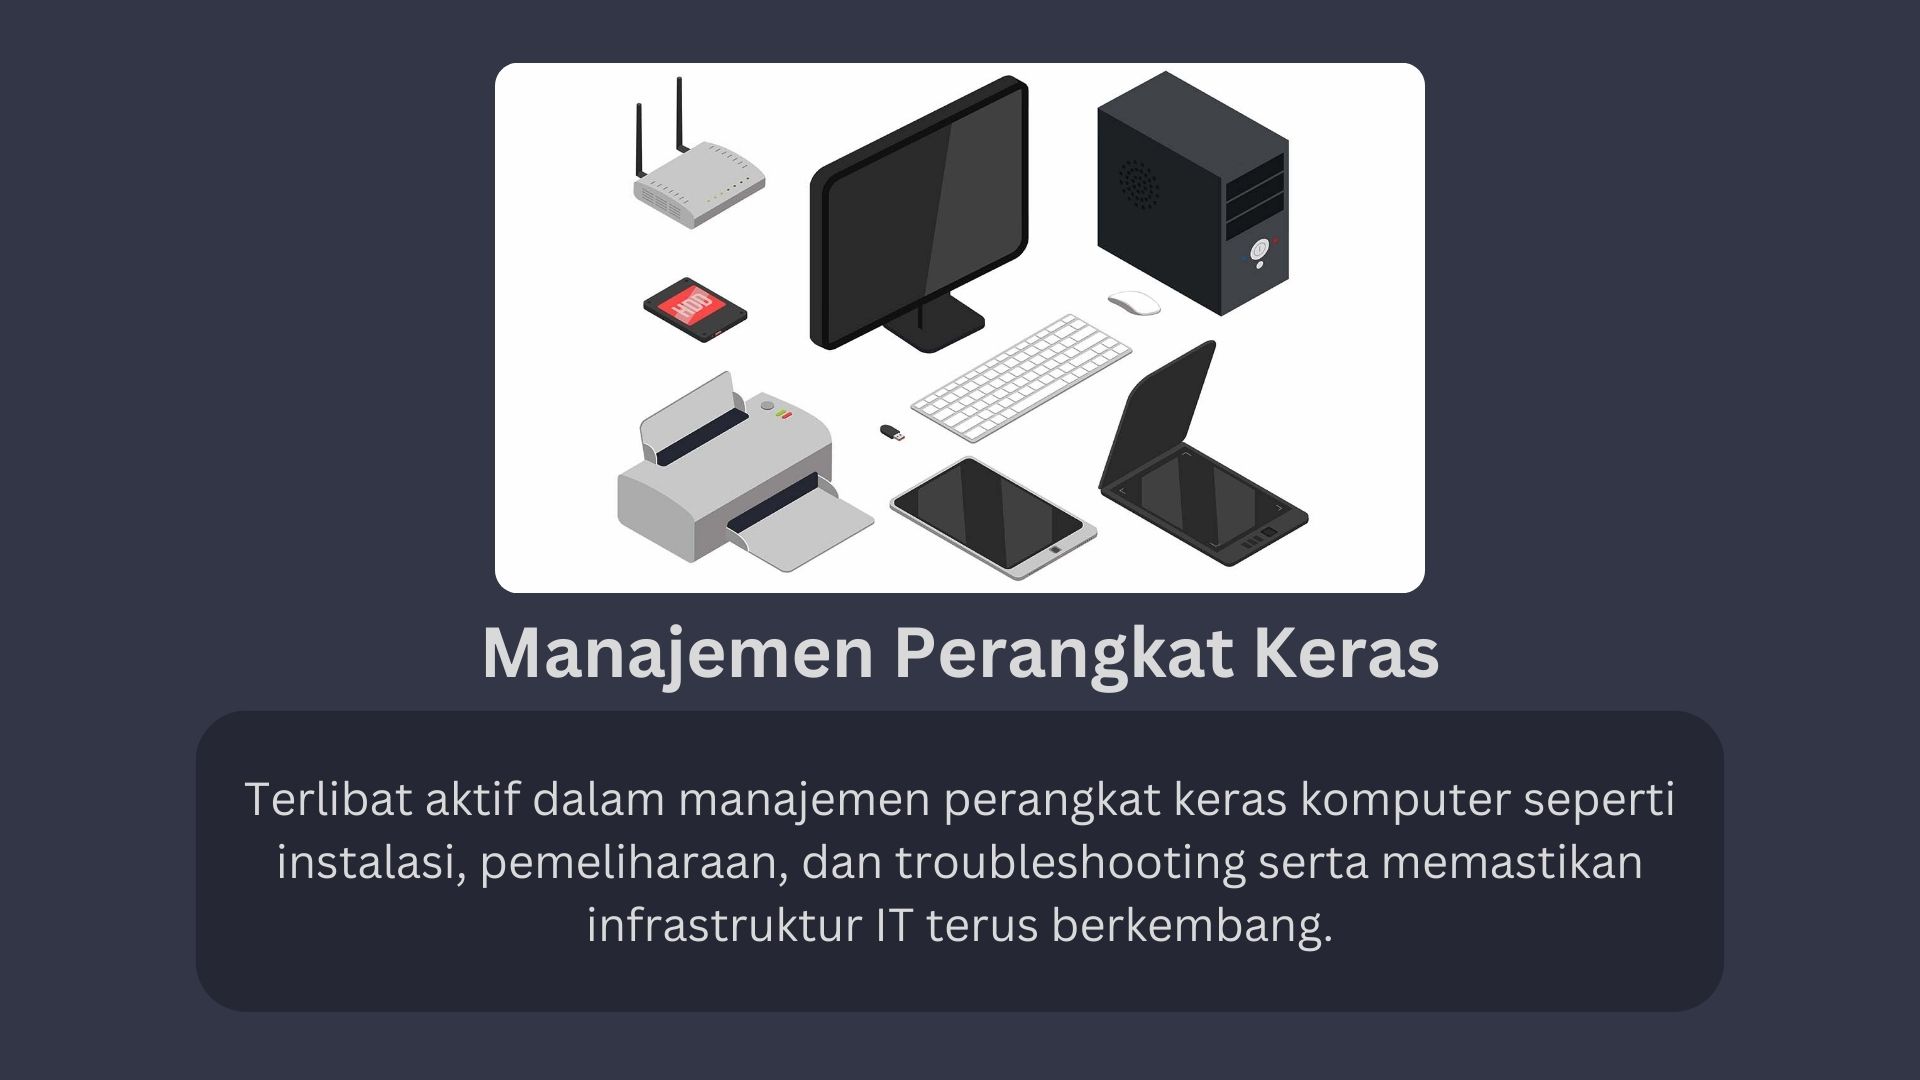 HDD
Manajemen Perangkat Keras
Terlibat aktif dalam manajemen perangkat keras komputer seperti
instalasi, pemeliharaan, dan troubleshooting serta memastikan
infrastruktur IT terus berkembang.